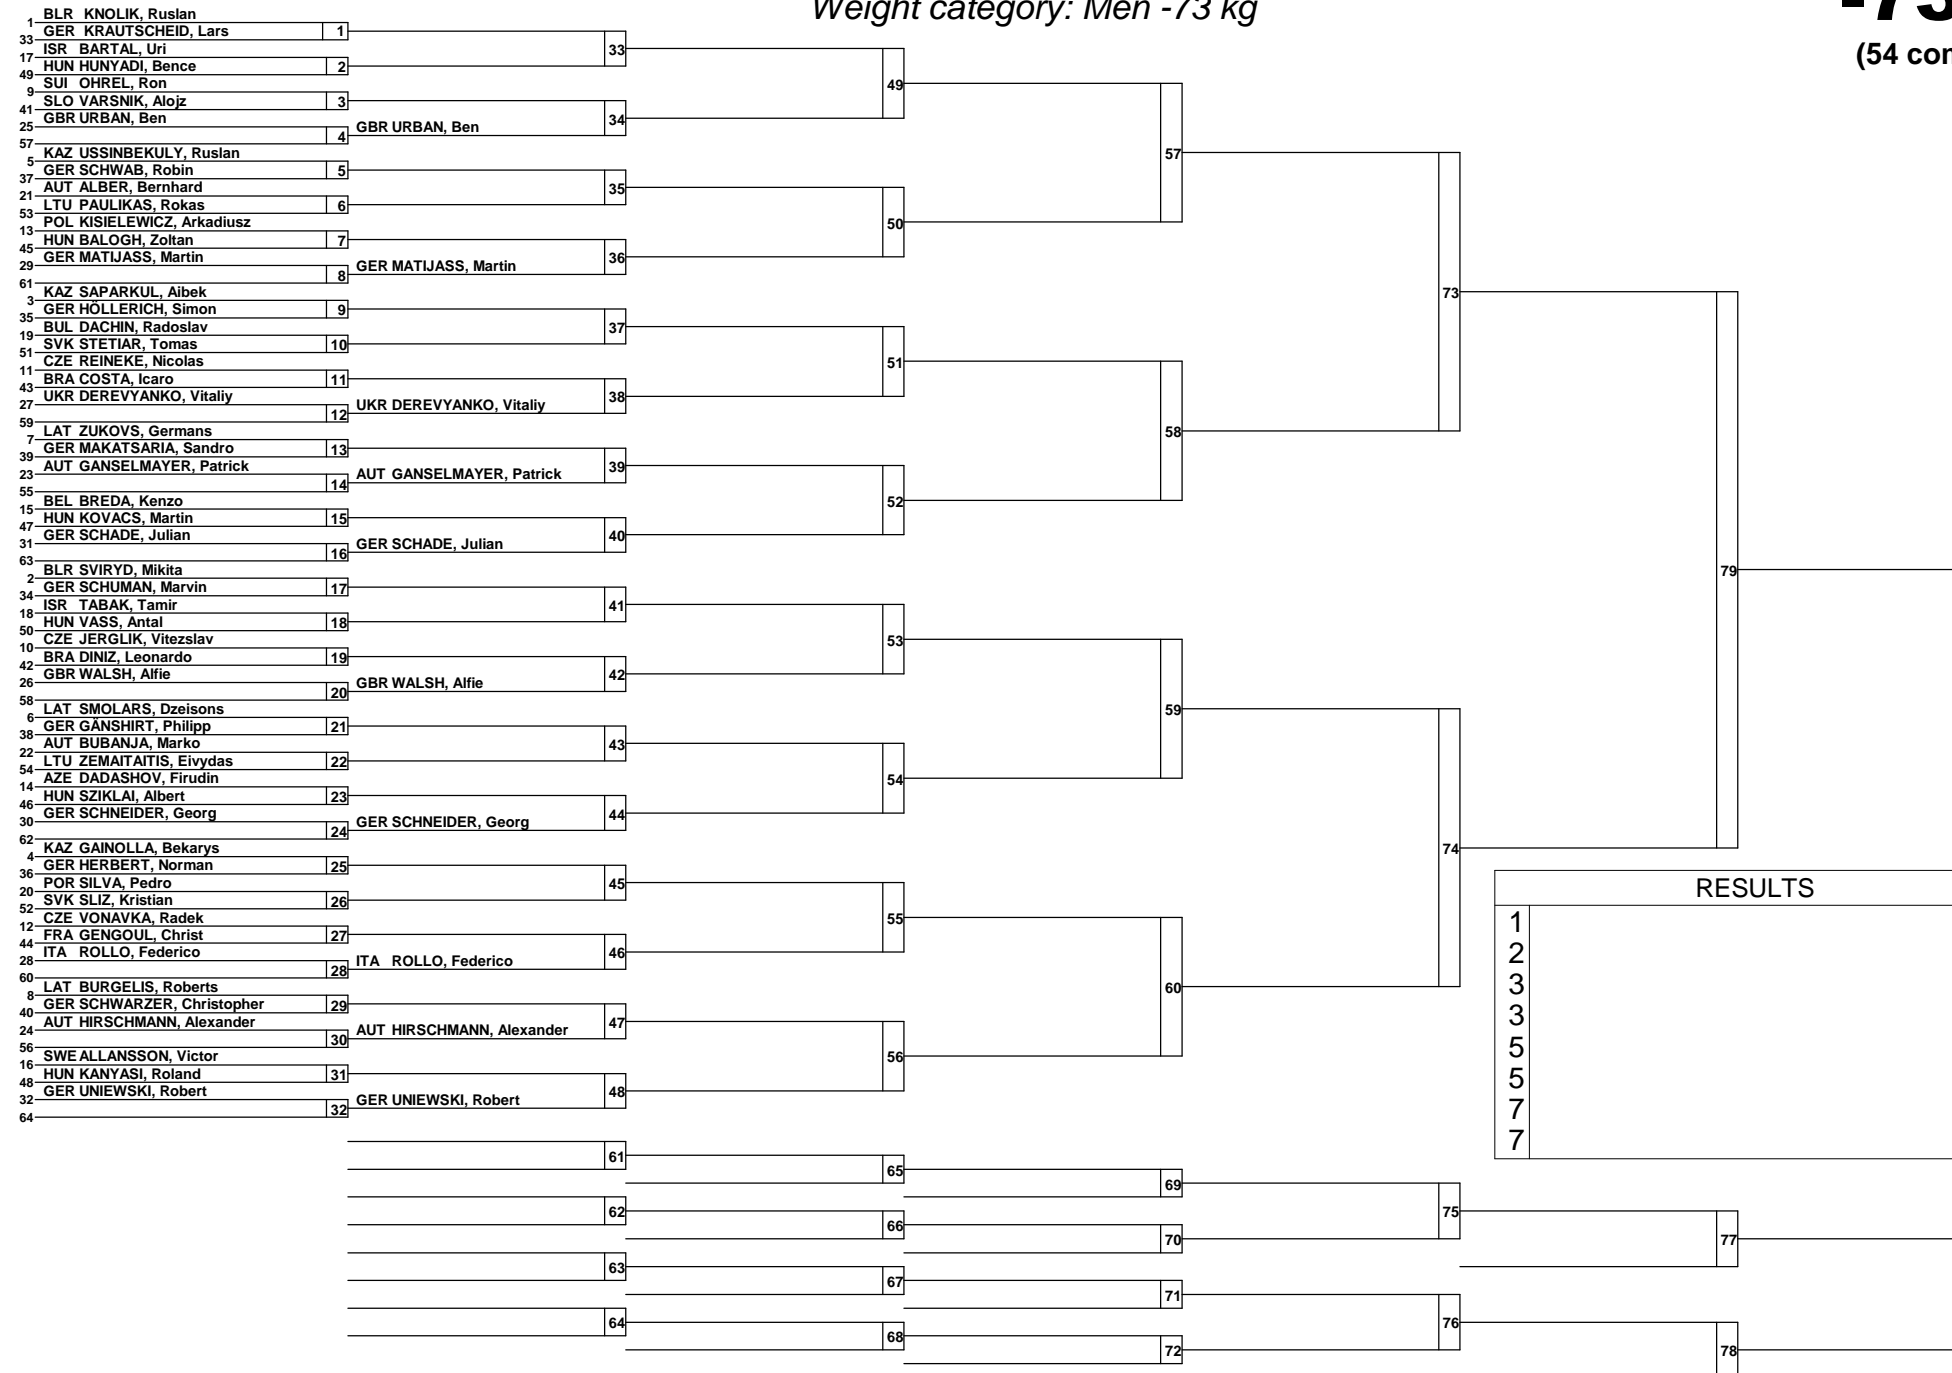 Weight category: Men -73 kg
-73
(54 con
1 BLR KNOLIK, Ruslan
33 GER KRAUTSCHEID, Lars 1
17 ISR BARTAL, Uri
49 HUN HUNYADI, Bence 2
9 SUI OHREL, Ron
41 SLO VARSNIK, Alojz 3
25 GBR URBAN, Ben
57 4 GBR URBAN, Ben
5 KAZ USSINBEKULY, Ruslan
37 GER SCHWAB, Robin 5
21 AUT ALBER, Bernhard
53 LTU PAULIKAS, Rokas 6
13 POL KISIELEWICZ, Arkadiusz
45 HUN BALOGH, Zoltan 7
29 GER MATIJASS, Martin
61 8 GER MATIJASS, Martin
3 KAZ SAPARKUL, Aibek
35 GER HÖLLERICH, Simon 9
19 BUL DACHIN, Radoslav
51 SVK STETIAR, Tomas 10
11 CZE REINEKE, Nicolas
43 BRA COSTA, Icaro 11
27 UKR DEREVYANKO, Vitaliy
59 12 UKR DEREVYANKO, Vitaliy
7 LAT ZUKOVS, Germans
39 GER MAKATSARIA, Sandro 13
23 AUT GANSELMAYER, Patrick
55 14 AUT GANSELMAYER, Patrick
15 BEL BREDA, Kenzo
47 HUN KOVACS, Martin 15
31 GER SCHADE, Julian
63 16 GER SCHADE, Julian
2 BLR SVIRYD, Mikita
34 GER SCHUMAN, Marvin 17
18 ISR TABAK, Tamir
50 HUN VASS, Antal 18
10 CZE JERGLIK, Vitezslav
42 BRA DINIZ, Leonardo 19
26 GBR WALSH, Alfie
58 20 GBR WALSH, Alfie
6 LAT SMOLARS, Dzeisons
38 GER GÄNSHIRT, Philipp 21
22 AUT BUBANJA, Marko
54 LTU ZEMAITAITIS, Eivydas 22
14 AZE DADASHOV, Firudin
46 HUN SZIKLAI, Albert 23
30 GER SCHNEIDER, Georg
62 24 GER SCHNEIDER, Georg
4 KAZ GAINOLLA, Bekarys
36 GER HERBERT, Norman 25
20 POR SILVA, Pedro
52 SVK SLIZ, Kristian 26
12 CZE VONAVKA, Radek
44 FRA GENGOUL, Christ 27
28 ITA ROLLO, Federico
60 28 ITA ROLLO, Federico
8 LAT BURGELIS, Roberts
40 GER SCHWARZER, Christopher 29
24 AUT HIRSCHMANN, Alexander
56 30 AUT HIRSCHMANN, Alexander
16 SWE ALLANSSON, Victor
48 HUN KANYASI, Roland 31
32 GER UNIEWSKI, Robert
64 32 GER UNIEWSKI, Robert
33
34
35
36
37
38
39
40
41
42
43
44
45
46
47
48
49
50
51
52
53
54
55
56
57
58
59
60
73
74
79
RESULTS
1
2
3
3
5
5
7
7
61
62
63
64
65
66
67
68
69
70
71
72
75
76
77
78